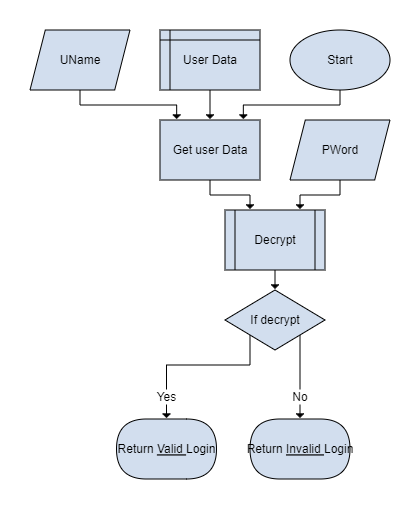 UName
User Data
Start
Get user Data
PWord
Decrypt
If decrypt
Yes
No
Return Valid Login
Return Invalid Login